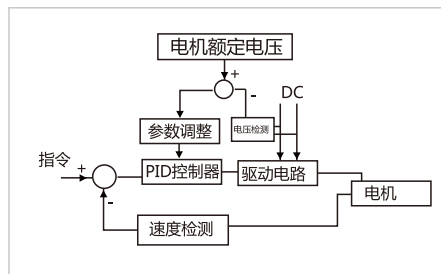 电机额定电压
+
-
DC
电压检测
参数调整
指令
+
PID控制器
驱动电路
电机
-
速度检测